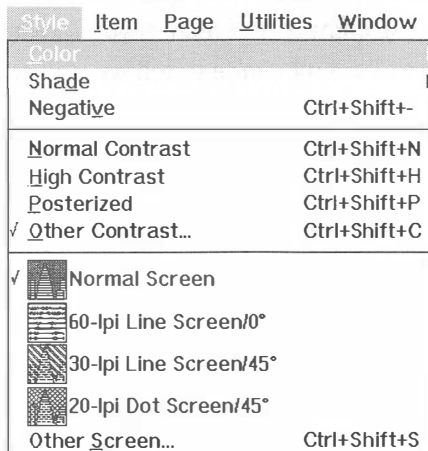 Style Item Page Utilities Window
Color
Shade
Negative Ctrl+Shift+-
Normal Contrast Ctrl+Shift+N
High Contrast Ctrl+Shift+H
Posterized Ctrl+Shift+P
√ Other Contrast... Ctrl+Shift+C
√ Normal Screen
60-lpi Line Screen/0°
30-lpi Line Screen/45°
20-lpi Dot Screen/45°
Other Screen... Ctrl+Shift+S